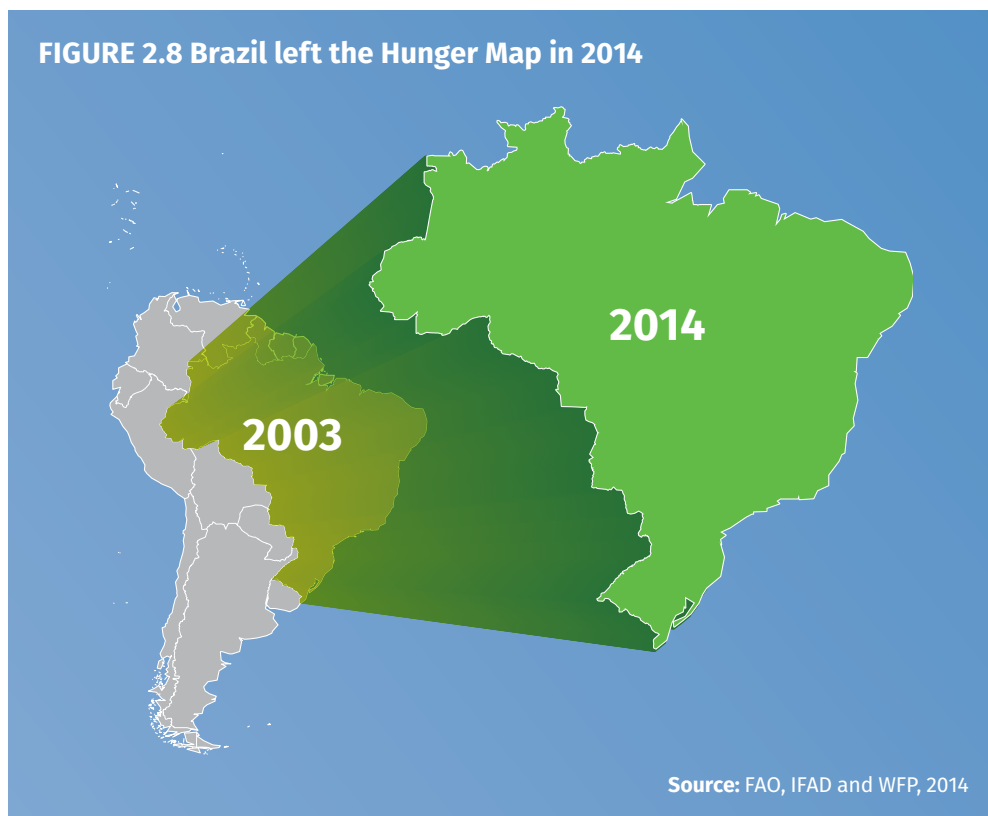 FIGURE 2.8 Brazil left the Hunger Map in 2014
2014
2003
Source: FAO, IFAD and WFP, 2014